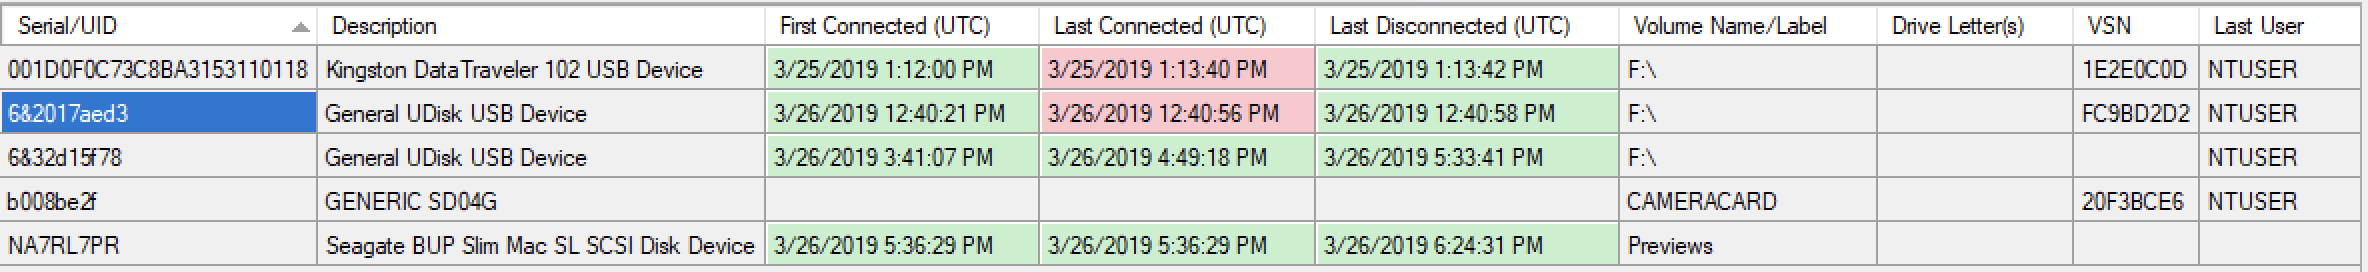 Serial/UID Description First Connected (UTC) Last Connected (UTC) Last Disconnected (UTC) Volume Name/Label Drive Letter(s) VSN Last User
001D0F0C73C8BA3153110118 Kingston DataTraveler 102 USB Device 3/25/2019 1:12:00 PM 3/25/2019 1:13:40 PM 3/25/2019 1:13:42 PM F:\ 1E2E0C0D NTUSER
6&2017aed3 General UDisk USB Device 3/26/2019 12:40:21 PM 3/26/2019 12:40:56 PM 3/26/2019 12:40:58 PM F:\ FC9BD2D2 NTUSER
6&32d15f78 General UDisk USB Device 3/26/2019 3:41:07 PM 3/26/2019 4:49:18 PM 3/26/2019 5:33:41 PM F:\ NTUSER
b008be2f GENERIC SD04G CAMERACARD 20F3BCE6 NTUSER
NA7RL7PR Seagate BUP Slim Mac SL SCSI Disk Device 3/26/2019 5:36:29 PM 3/26/2019 5:36:29 PM 3/26/2019 6:24:31 PM Previews